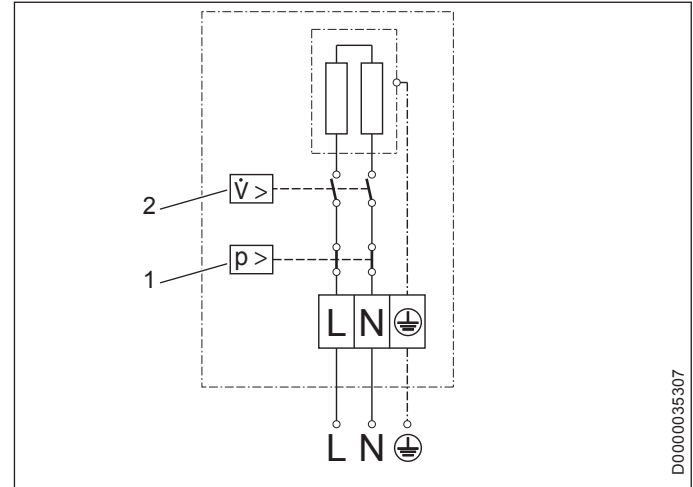 2
V̇ >
1
p >
L N ⏚
L N ⏚
D0000035307